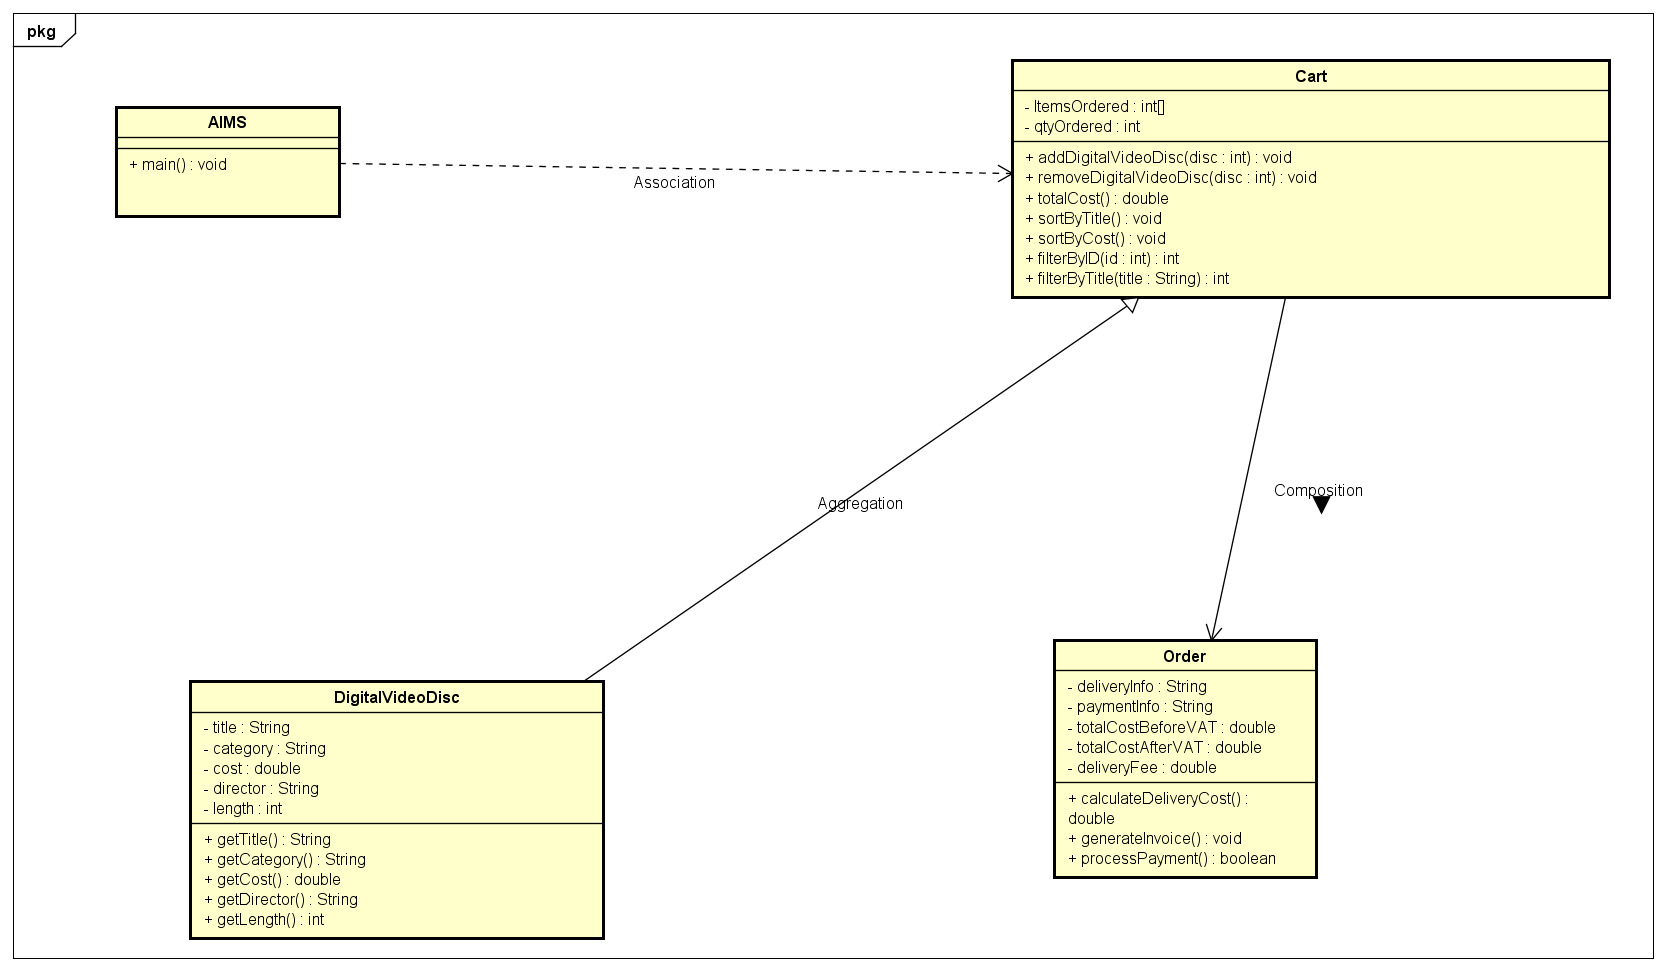 pkg
AIMS
+ main() : void
Association
Cart
- ItemsOrdered : int[]
- qtyOrdered : int
+ addDigitalVideoDisc(disc : int) : void
+ removeDigitalVideoDisc(disc : int) : void
+ totalCost() : double
+ sortByTitle() : void
+ sortByCost() : void
+ filterByID(id : int) : int
+ filterByTitle(title : String) : int
Aggregation
Composition
DigitalVideoDisc
- title : String
- category : String
- cost : double
- director : String
- length : int
+ getTitle() : String
+ getCategory() : String
+ getCost() : double
+ getDirector() : String
+ getLength() : int
Order
- deliveryInfo : String
- paymentInfo : String
- totalCostBeforeVAT : double
- totalCostAfterVAT : double
- deliveryFee : double
+ calculateDeliveryCost() :
double
+ generateInvoice() : void
+ processPayment() : boolean